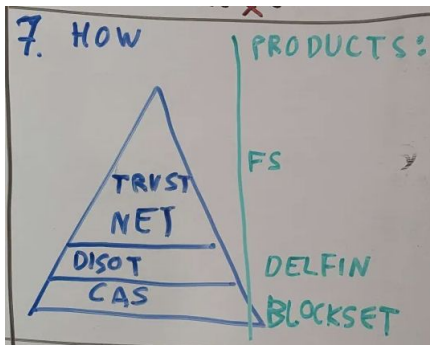 7. HOW
PRODUCTS:
TRUST
NET
FS
DISOT
DELFIN
CAS
BLOCKSET